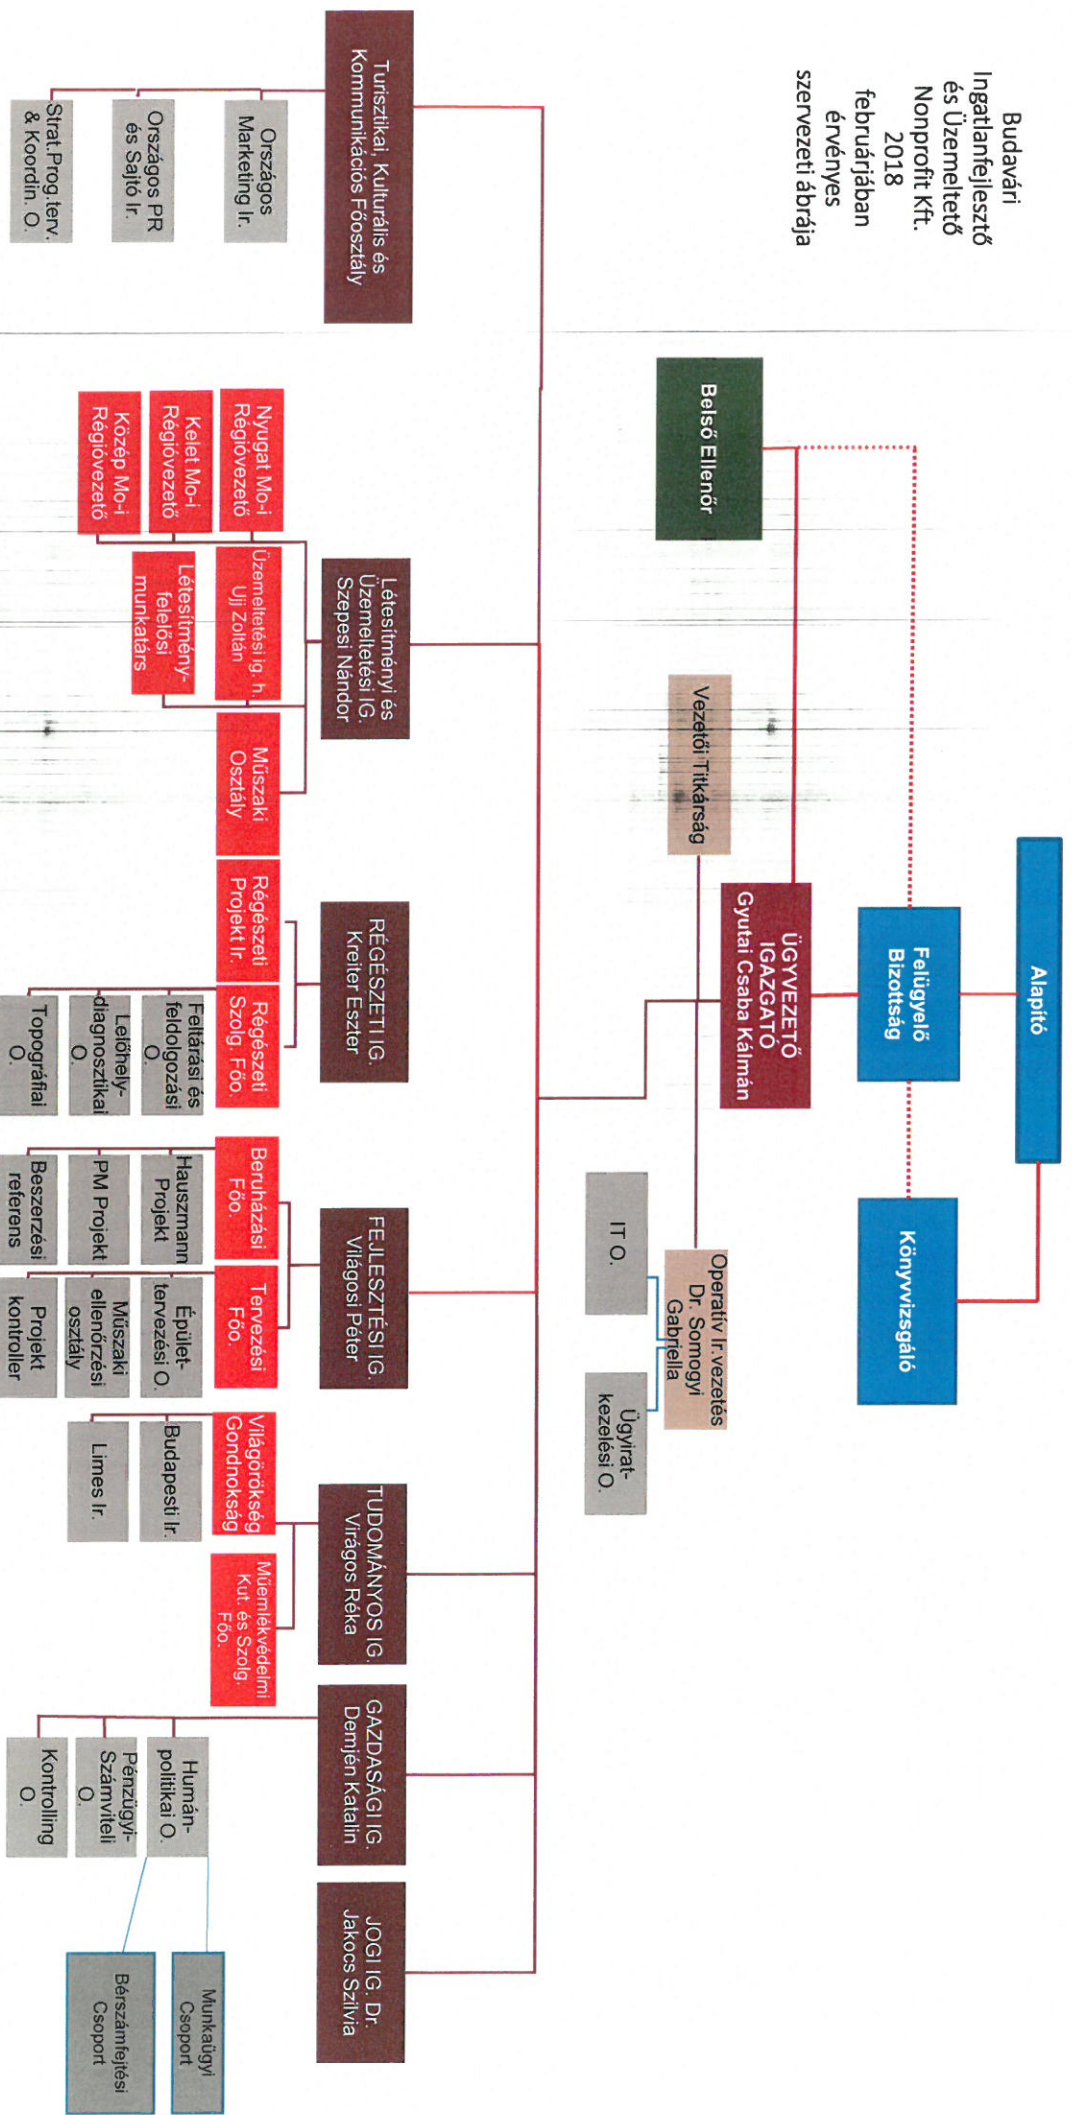 Budavári
Ingatlanfejlesztő
és Üzemeltető
Nonprofit Kft.
2018
februárjában
érvényes
szervezeti ábrája
Alapító
Felügyelő
Bizottság
Könyvvizsgáló
ÜGYVEZETŐ
IGAZGATÓ
Gyutai Csaba Kálmán
Belső Ellenőr
Vezetői Titkárság
Operatív Ir.vezetés
Dr. Somogyi
Gabriella
IT O.
Ügyirat-
kezelési O.
Turisztikai, Kulturális és
Kommunikációs Főosztály
Országos
Marketing Ir.
Országos PR
és Sajtó Ir.
Strat.Prog.terv.
& Koordin. O.
Létesítményi és
Üzemeltetési IG.
Szepesi Nándor
Nyugat Mo-i
Régióvezető
Kelet Mo-i
Régióvezető
Közép Mo-i
Régióvezető
Üzemeltetési ig. h.
Ujj Zoltán
Létesítmény-
felelősi
munkatárs
Műszaki
Osztály
RÉGÉSZETI IG.
Kreiter Eszter
Régészeti
Projekt Ir.
Régészeti
Szolg. Főo.
Feltárási és
feldolgozási
O.
Lelőhely-
diagnosztikai
O.
Topográfiai
O.
FEJLESZTÉSI IG.
Világosi Péter
Beruházási
Főo.
Hauszmann
Projekt
PM Projekt
Beszerzési
referens
Tervezési
Főo.
Épület-
tervezési O.
Műszaki
ellenőrzési
osztály
Projekt
kontroller
TUDOMÁNYOS IG.
Virágos Réka
Világörökség
Gondnokság
Budapesti Ir.
Limes Ir.
Műemlékvédelmi
Kut. és Szolg.
Főo.
GAZDASÁGI IG.
Demjén Katalin
Humán-
politikai O.
Pénzügyi-
Számviteli
O.
Kontrolling
O.
Munkaügyi
Csoport
Bérszámfejtési
Csoport
JOGI IG. Dr.
Jakocs Szilvia